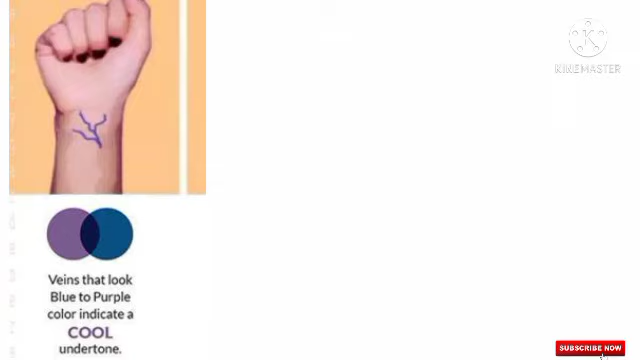 KINEMASTER
Veins that look
Blue to Purple
color indicate a
COOL
undertone.
SUBSCRIBE NOW